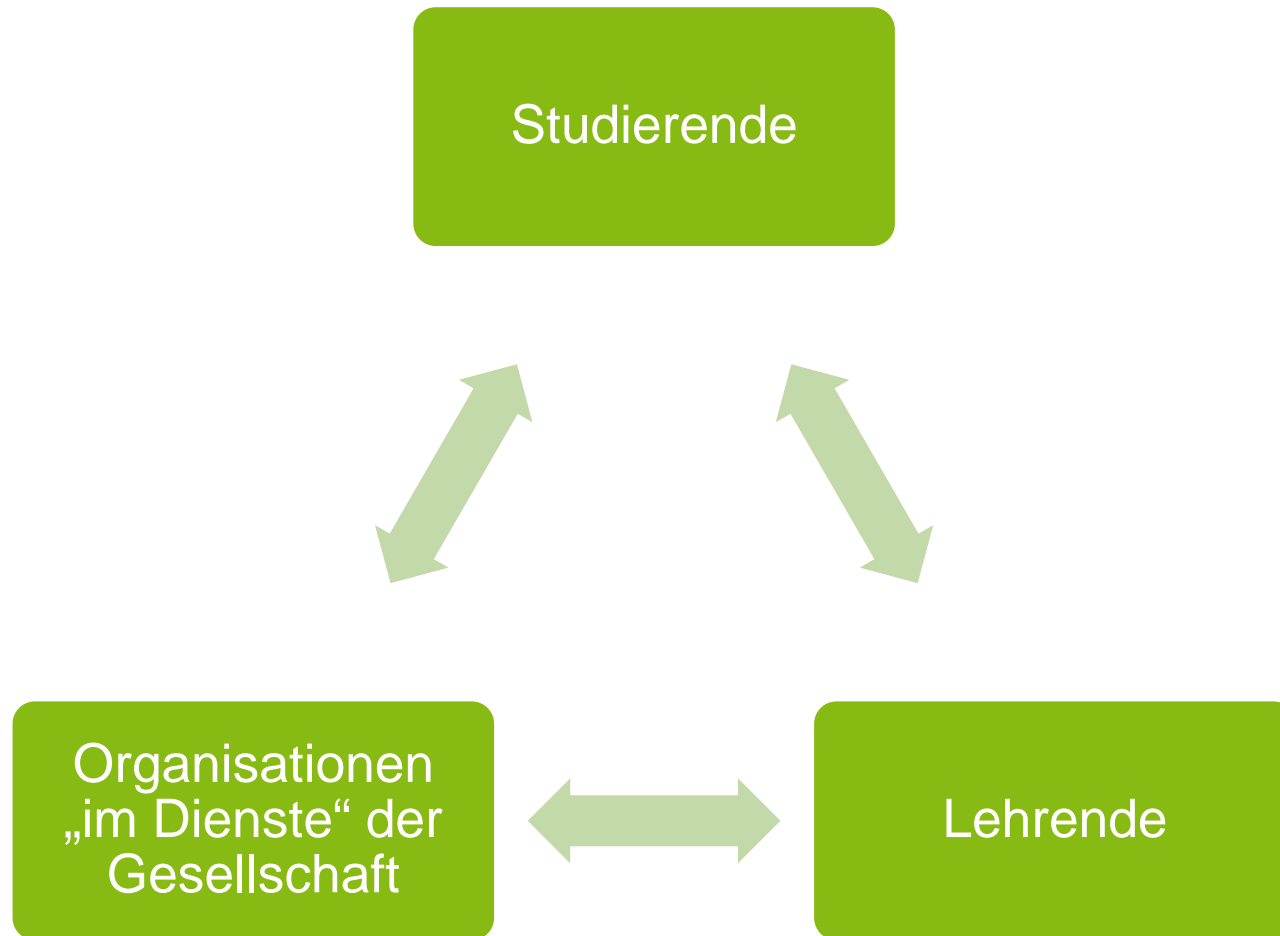 Studierende
Organisationen
„im Dienste“ der
Gesellschaft
Lehrende